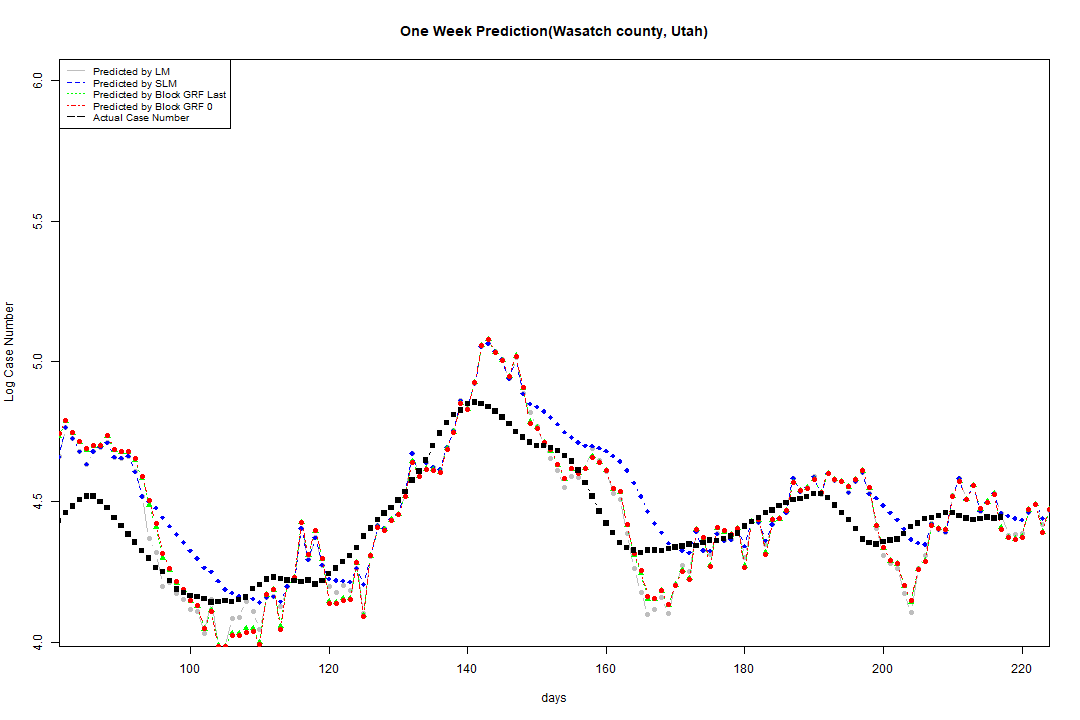 One Week Prediction(Wasatch county, Utah)
Predicted by LM
Predicted by SLM
Predicted by Block GRF Last
Predicted by Block GRF 0
Actual Case Number
Log Case Number
6.0
5.5
5.0
4.5
4.0
100 120 140 160 180 200 220
days